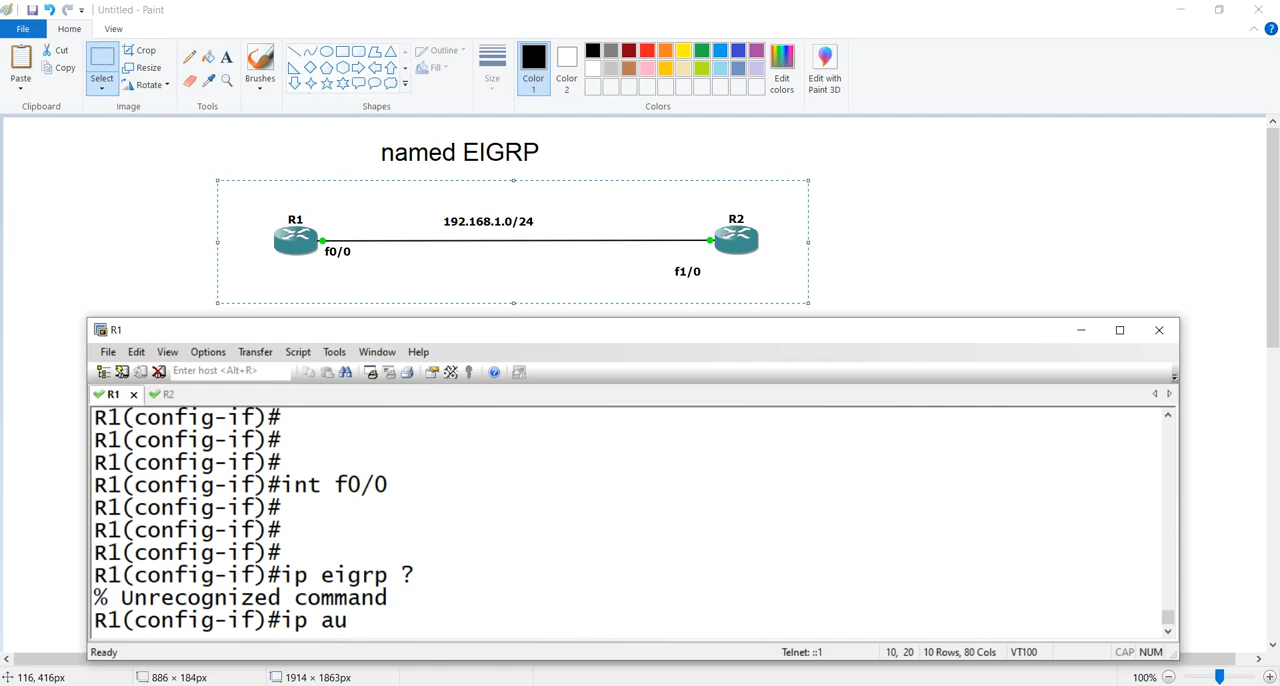 Untitled - Paint
File Home View
Paste
Cut
Copy
Clipboard
Select
Crop
Resize
Rotate
Image
Tools
Brushes
Shapes
Outline
Fill
Size
Color 1
Color 2
Edit colors
Colors
Edit with Paint 3D
named EIGRP
R1
192.168.1.0/24
R2
f0/0
f1/0
R1
File Edit View Options Transfer Script Tools Window Help
Enter host <Alt+R>
R1 R2
R1(config-if)#
R1(config-if)#
R1(config-if)#
R1(config-if)#int f0/0
R1(config-if)#
R1(config-if)#
R1(config-if)#
R1(config-if)#ip eigrp ?
% Unrecognized command
R1(config-if)#ip au
Ready Telnet: ::1 10, 20 10 Rows, 80 Cols VT100 CAP NUM
116, 416px 886 × 184px 1914 × 1863px 100%